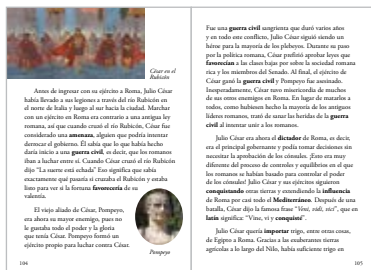 César en el
Rubicón
Antes de ingresar con su ejército a Roma, Julio César
había llevado a sus legiones a través del río Rubicón en
el norte de Italia y luego al sur hacia la ciudad. Marchar
con un ejército en Roma era contrario a una antigua ley
romana, así que cuando cruzó el río Rubicón, César fue
considerado una amenaza, alguien que podría intentar
derrocar el gobierno. Él sabía que lo que había hecho
daría inicio a una guerra civil, es decir, que los romanos
iban a luchar entre sí. Cuando César cruzó el río Rubicón
dijo "La suerte está echada" Eso significa que sabía
exactamente qué pasaría si cruzaba el Rubicón y estaba
listo para ver si la fortuna favorecería de su
valentía.
El viejo aliado de César, Pompeyo,
era ahora su mayor enemigo, pues no
le gustaba todo el poder y la gloria
que tenía César. Pompeyo formó un
ejército propio para luchar contra César.
Pompeyo
104
Fue una guerra civil sangrienta que duró varios años
y en todo ese conflicto, Julio César siguió siendo un
héroe para la mayoría de los plebeyos. Durante su paso
por la política romana, César prefirió aprobar leyes que
favorecían a las clases bajas por sobre la sociedad romana
rica y los miembros del Senado. Al final, el ejército de
César ganó la guerra civil y Pompeyo fue asesinado.
Inesperadamente, César tuvo misericordia de muchos
de sus otros enemigos en Roma. En lugar de matarlos a
todos, como hubiesen hecho la mayoría de los antiguos
líderes romanos, trató de sanar las heridas de la guerra
civil al intentar unir a los romanos.
Julio César era ahora el dictador de Roma, es decir,
era el principal gobernante y podía tomar decisiones sin
necesitar la aprobación de los cónsules. ¡Esto era muy
diferente del proceso de controles y equilibrios en el que
los romanos se habían basado para controlar el poder
de los cónsules! Julio César y sus ejércitos siguieron
conquistando otras tierras y extendiendo la influencia
de Roma por casi todo el Mediterráneo. Después de una
batalla, César dijo la famosa frase "Veni, vidi, vici", que en
latín significa: "Vine, vi y conquisté".
Julio César quería importar trigo, entre otras cosas,
de Egipto a Roma. Gracias a las exuberantes tierras
agrícolas a lo largo del Nilo, había suficiente trigo en
105